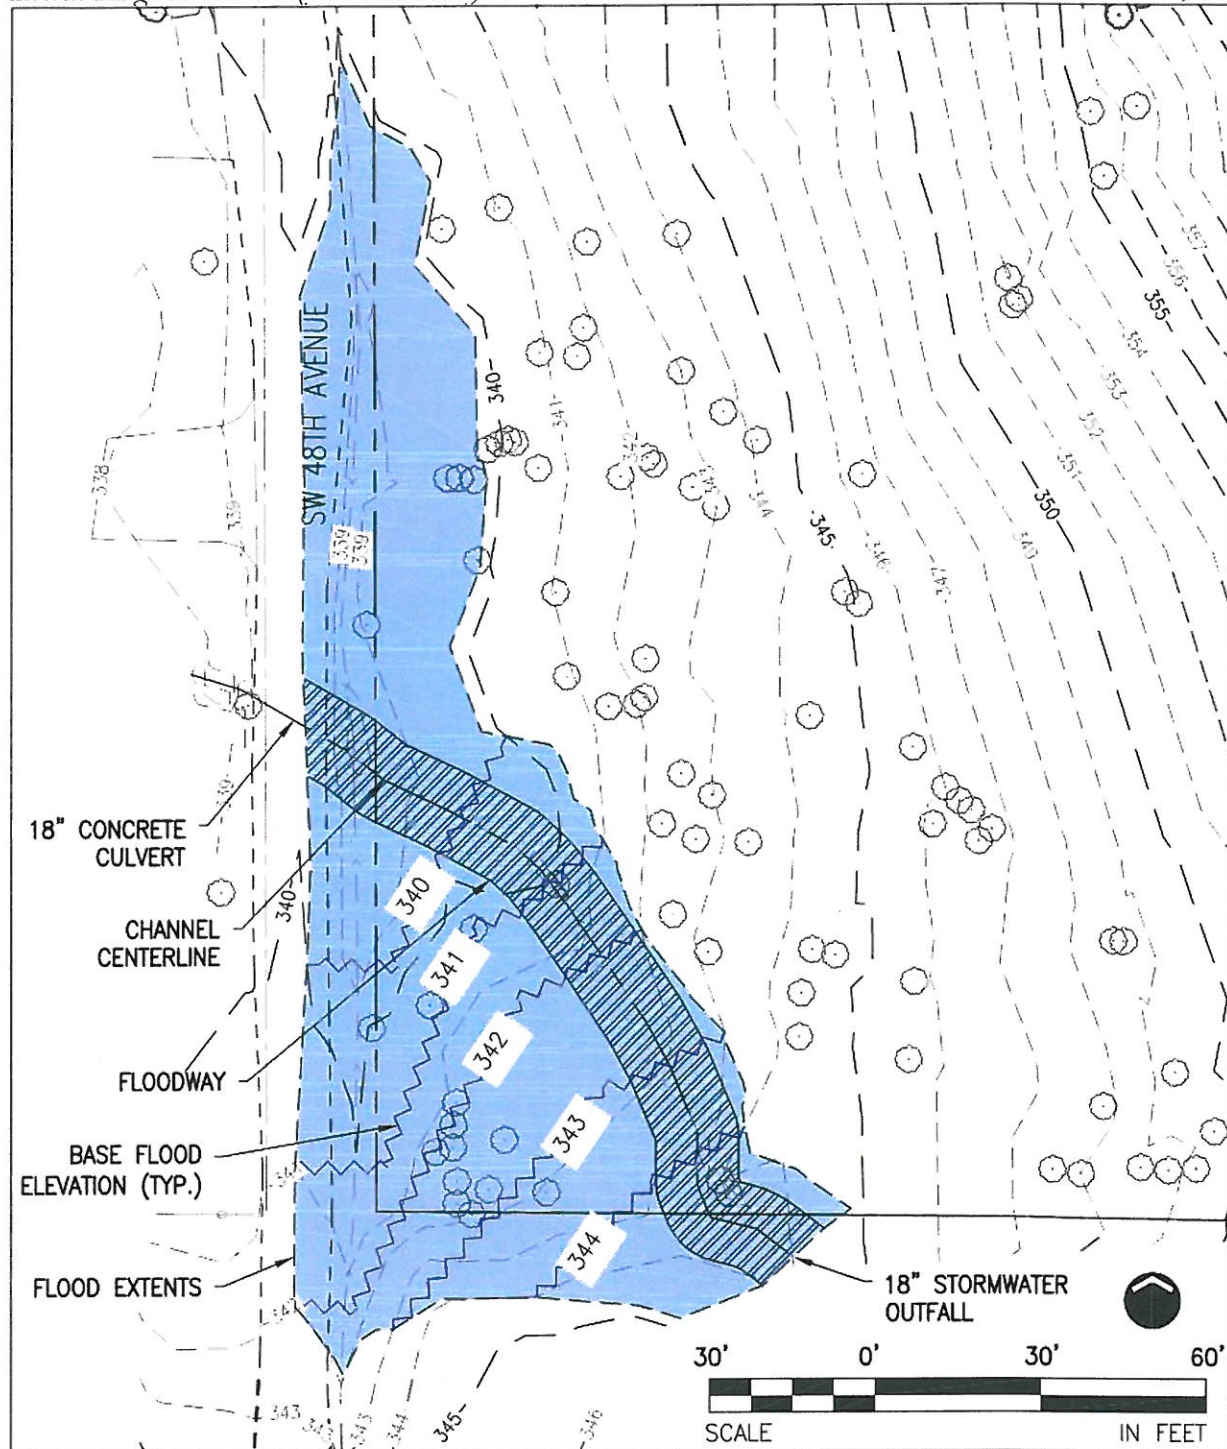 357
356
355
354
353
352
351
350
349
347
346
345
344
343
341
340
SW 48TH AVENUE
338
339
339
339
339
18" CONCRETE
CULVERT
340
340
CHANNEL
CENTERLINE
341
342
FLOODWAY
343
BASE FLOOD
ELEVATION (TYP.)
344
FLOOD EXTENTS
18" STORMWATER
OUTFALL
30' 0' 30' 60'
SCALE IN FEET
343
343
344
345
346